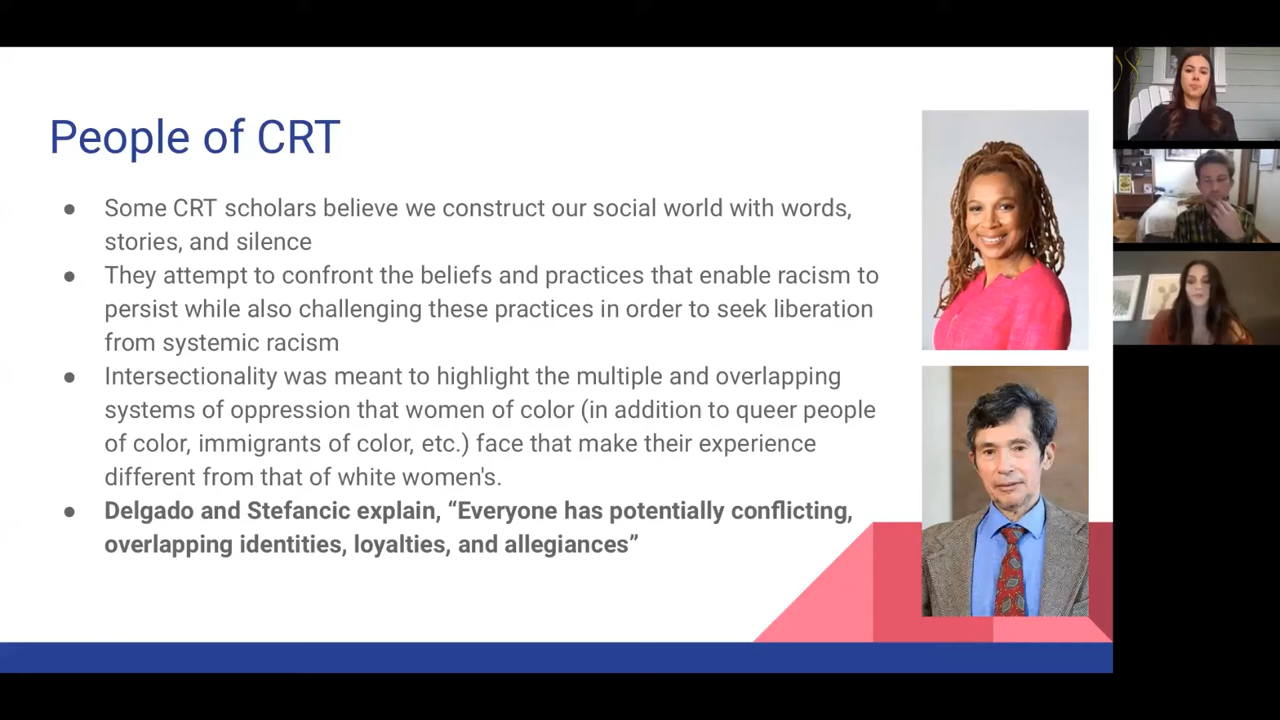 People of CRT
● Some CRT scholars believe we construct our social world with words,
stories, and silence
● They attempt to confront the beliefs and practices that enable racism to
persist while also challenging these practices in order to seek liberation
from systemic racism
● Intersectionality was meant to highlight the multiple and overlapping
systems of oppression that women of color (in addition to queer people
of color, immigrants of color, etc.) face that make their experience
different from that of white women's.
● Delgado and Stefancic explain, “Everyone has potentially conflicting,
overlapping identities, loyalties, and allegiances”